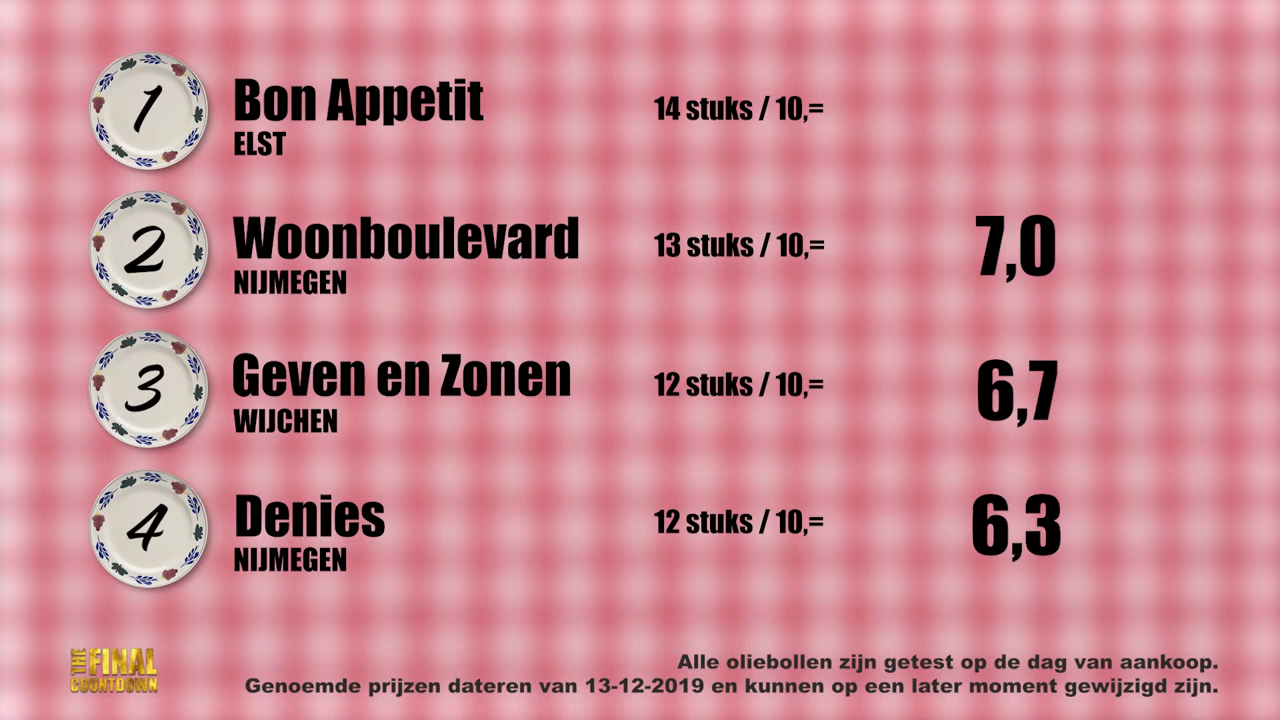 1
Bon Appetit
ELST
14 stuks / 10,=
2
Woonboulevard
NIJMEGEN
13 stuks / 10,=
7,0
3
Geven en Zonen
WIJCHEN
12 stuks / 10,=
6,7
4
Denies
NIJMEGEN
12 stuks / 10,=
6,3
THE FINAL
COUNTDOWN
Alle oliebollen zijn getest op de dag van aankoop.
Genoemde prijzen dateren van 13-12-2019 en kunnen op een later moment gewijzigd zijn.